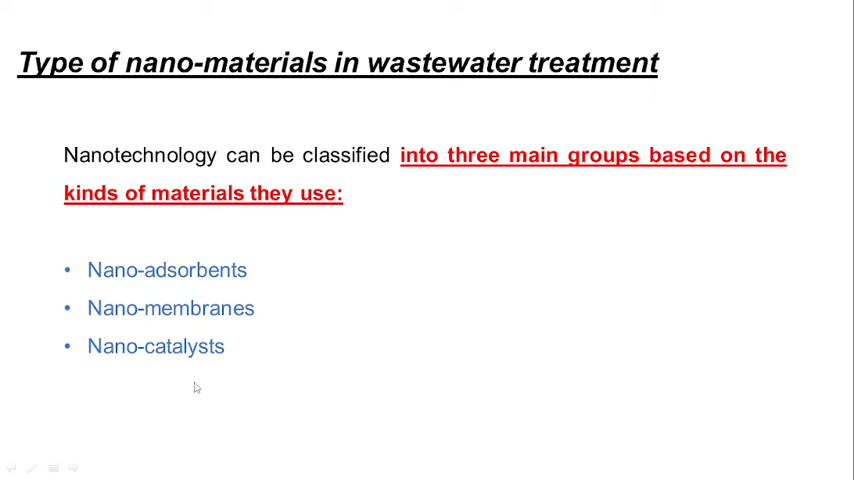 Type of nano-materials in wastewater treatment
Nanotechnology can be classified into three main groups based on the
kinds of materials they use:
• Nano-adsorbents
• Nano-membranes
• Nano-catalysts